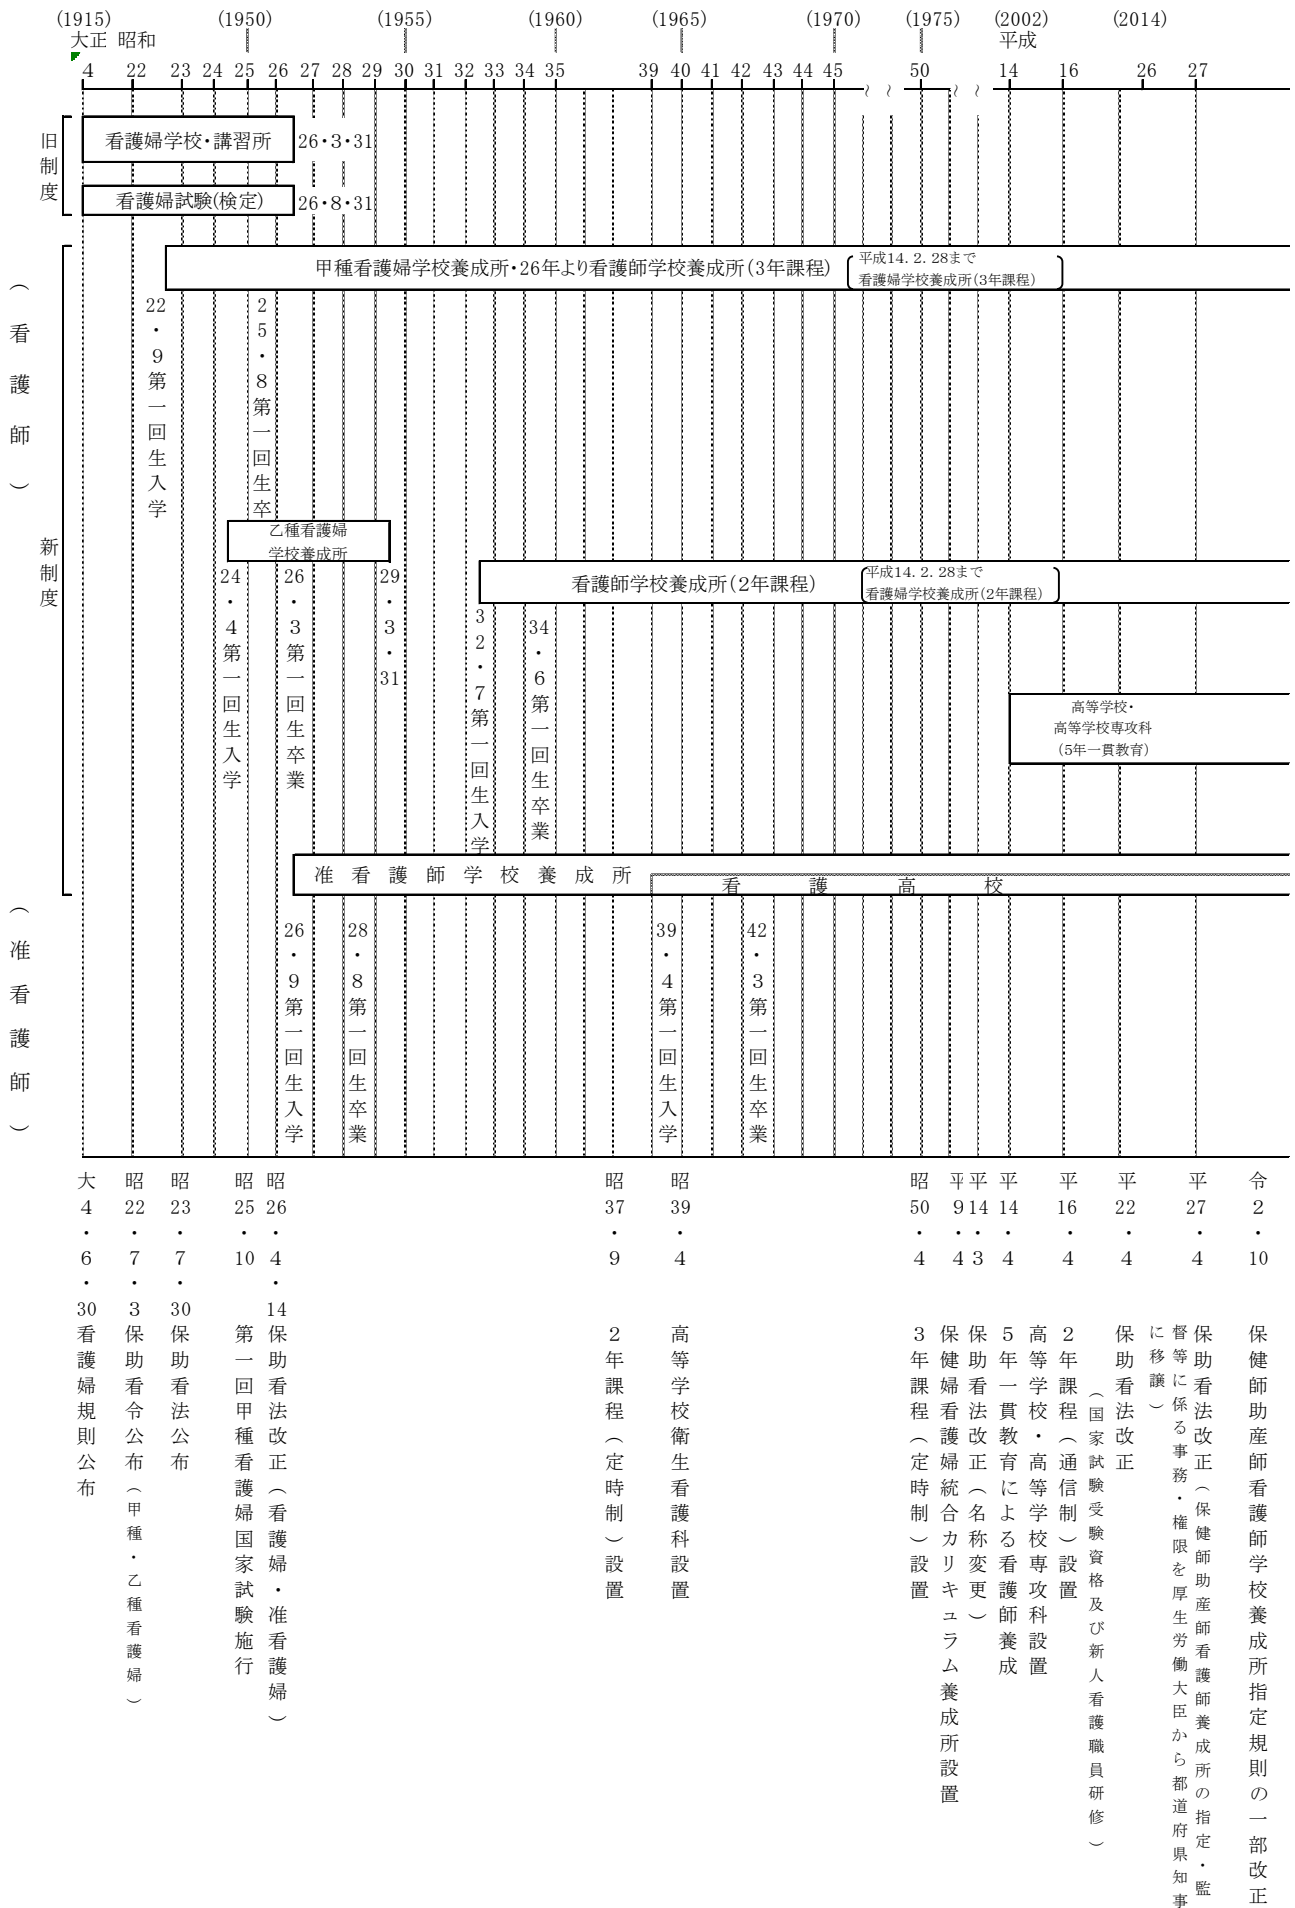 (1915) (1950) (1955) (1960) (1965) (1970) (1975) (2002) (2014)
大正 昭和 平成
4 22 23 24 25 26 27 28 29 30 31 32 33 34 35 39 40 41 42 43 44 45 ~ ~ 50 ~ ~ 14 16 26 27
旧制度
看護婦学校・講習所
26・3・31
看護婦試験(検定)
26・8・31
(看護師)
新制度
甲種看護婦学校養成所・26年より看護師学校養成所(3年課程)
平成14.2.28まで
看護婦学校養成所(3年課程)
22・9第一回生入学
25・8第一回生卒
乙種看護婦
学校養成所
24・4第一回生入学
26・3第一回生卒業
29・3・31
看護師学校養成所(2年課程)
平成14.2.28まで
看護婦学校養成所(2年課程)
32・7第一回生入学
34・6第一回生卒業
高等学校・
高等学校専攻科
(5年一貫教育)
准看護師学校養成所
看護高校
(准看護師)
26・9第一回生入学
28・8第一回生卒業
39・4第一回生入学
42・3第一回生卒業
大4・6・30 看護婦規則公布
昭22・7・3 保助看令公布(甲種・乙種看護婦)
昭23・7・30 保助看法公布
昭25・10 第一回甲種看護婦国家試験施行
昭26・4・14 保助看法改正(看護婦・准看護婦)
昭37・9 2年課程(定時制)設置
昭39・4 高等学校衛生看護科設置
昭50・4 3年課程(定時制)設置
平9・4 保健婦看護婦統合カリキュラム養成所設置
平14・3 保助看法改正(名称変更)
平14・4 高等学校・高等学校専攻科設置
5年一貫教育による看護師養成
平16・4 2年課程(通信制)設置
平22・4 保助看法改正
(国家試験受験資格及び新人看護職員研修)
平27・4 保助看法改正(保健師助産師看護師養成所の指定・監
督等に係る事務・権限を厚生労働大臣から都道府県知事
に移譲)
令2・10 保健師助産師看護師学校養成所指定規則の一部改正